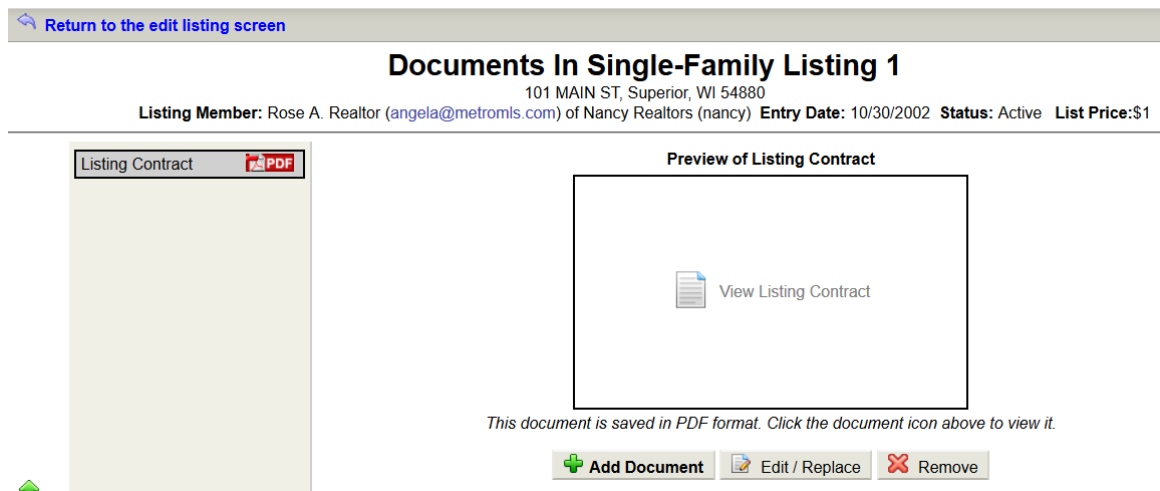 Return to the edit listing screen
Documents In Single-Family Listing 1
101 MAIN ST, Superior, WI 54880
Listing Member: Rose A. Realtor (angela@metromls.com) of Nancy Realtors (nancy) Entry Date: 10/30/2002 Status: Active List Price:$1
Listing Contract PDF
Preview of Listing Contract
View Listing Contract
This document is saved in PDF format. Click the document icon above to view it.
Add Document Edit / Replace Remove